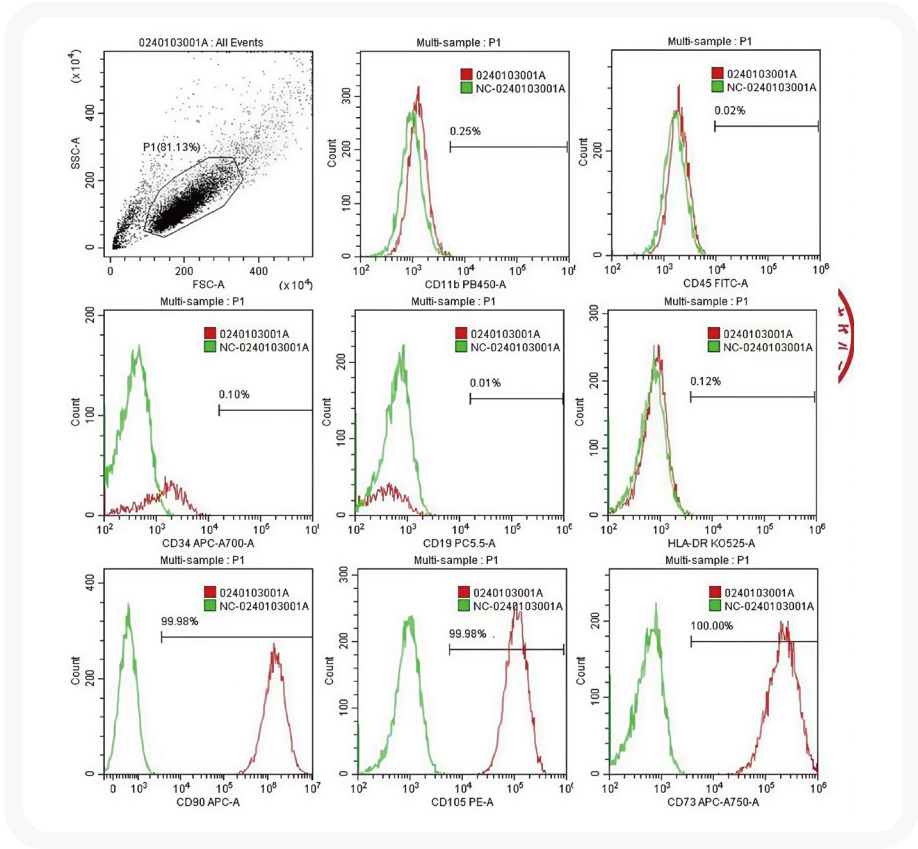 0240103001A : All Events
(x 10⁴)
SSC-A
400
200
0
P1(81.13%)
0
200
400
FSC-A
(x 10⁴)
Multi-sample : P1
Count
300
200
100
0
0240103001A
NC-0240103001A
0.25%
10²
10³
10⁴
10⁵
CD11b PB450-A
Multi-sample : P1
Count
200
0
0240103001A
NC-0240103001A
0.02%
10²
10³
10⁴
10⁵
10⁶
CD45 FITC-A
Multi-sample : P1
Count
200
100
0
0240103001A
NC-0240103001A
0.10%
10²
10³
10⁴
10⁵
CD34 APC-A700-A
Multi-sample : P1
Count
200
100
0
0240103001A
NC-0240103001A
0.01%
10²
10³
10⁴
10⁵
CD19 PC5.5-A
Multi-sample : P1
Count
300
200
100
0
0240103001A
NC-0240103001A
0.12%
10²
10³
10⁴
10⁵
10⁶
HLA-DR KO525-A
Multi-sample : P1
Count
400
200
0
0240103001A
NC-0240103001A
99.98%
0
10³
10⁴
10⁵
10⁶
10⁷
CD90 APC-A
Multi-sample : P1
Count
300
200
100
0
0240103001A
NC-0240103001A
99.98%
10²
10³
10⁴
10⁵
CD105 PE-A
Multi-sample : P1
Count
200
100
0
0240103001A
NC-0240103001A
100.00%
10²
10³
10⁴
10⁵
10⁶
CD73 APC-A750-A